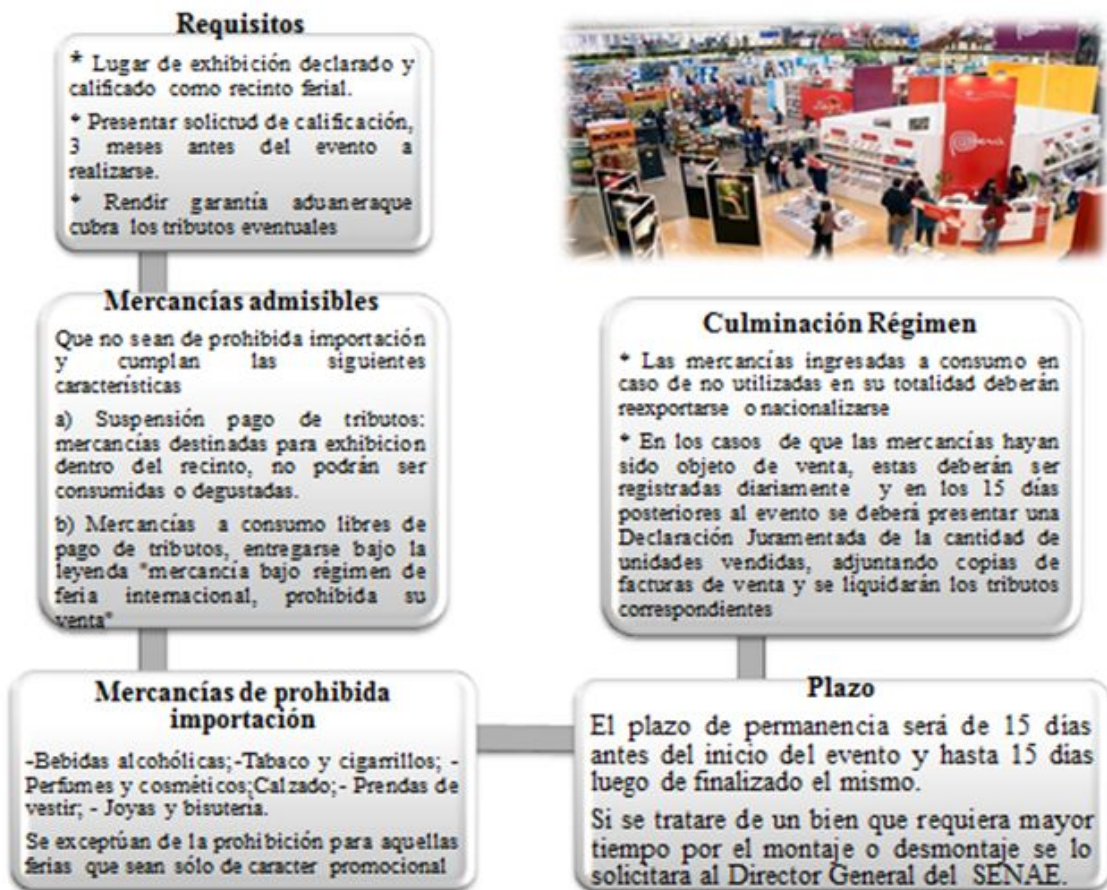 Requisitos
* Lugar de exhibición declarado y
calificado como recinto ferial.
* Presentar solictud de calificación,
3 meses antes del evento a
realizarse.
* Rendir garantía aduaneraque
cubra los tributos eventuales
Mercancías admisibles
Que no sean de prohibida importación
y cumplan las siguientes
características
a) Suspensión pago de tributos:
mercancías destinadas para exhibicion
dentro del recinto, no podrán ser
consumidas o degustadas.
b) Mercancías a consumo libres de
pago de tributos, entregarse bajo la
leyenda "mercancía bajo régimen de
feria internacional, prohibida su
venta"
Mercancías de prohibida
importación
-Bebidas alcohólicas;-Tabaco y cigarrillos; -
Perfumes y cosméticos;Calzado;- Prendas de
vestir; - Joyas y bisuteria.
Se exceptúan de la prohibición para aquellas
ferias que sean sólo de caracter promocional
Plazo
El plazo de permanencia será de 15 días
antes del inicio del evento y hasta 15 días
luego de finalizado el mismo.
Si se tratare de un bien que requiera mayor
tiempo por el montaje o desmontaje se lo
solicitara al Director General del SENAE.
Culminación Régimen
* Las mercancías ingresadas a consumo en
caso de no utilizadas en su totalidad deberán
reexportarse o nacionalizarse
* En los casos de que las mercancías hayan
sido objeto de venta, estas deberán ser
registradas diariamente y en los 15 días
posteriores al evento se deberá presentar una
Declaración Juramentada de la cantidad de
unidades vendidas, adjuntando copias de
facturas de venta y se liquidarán los tributos
correspondientes